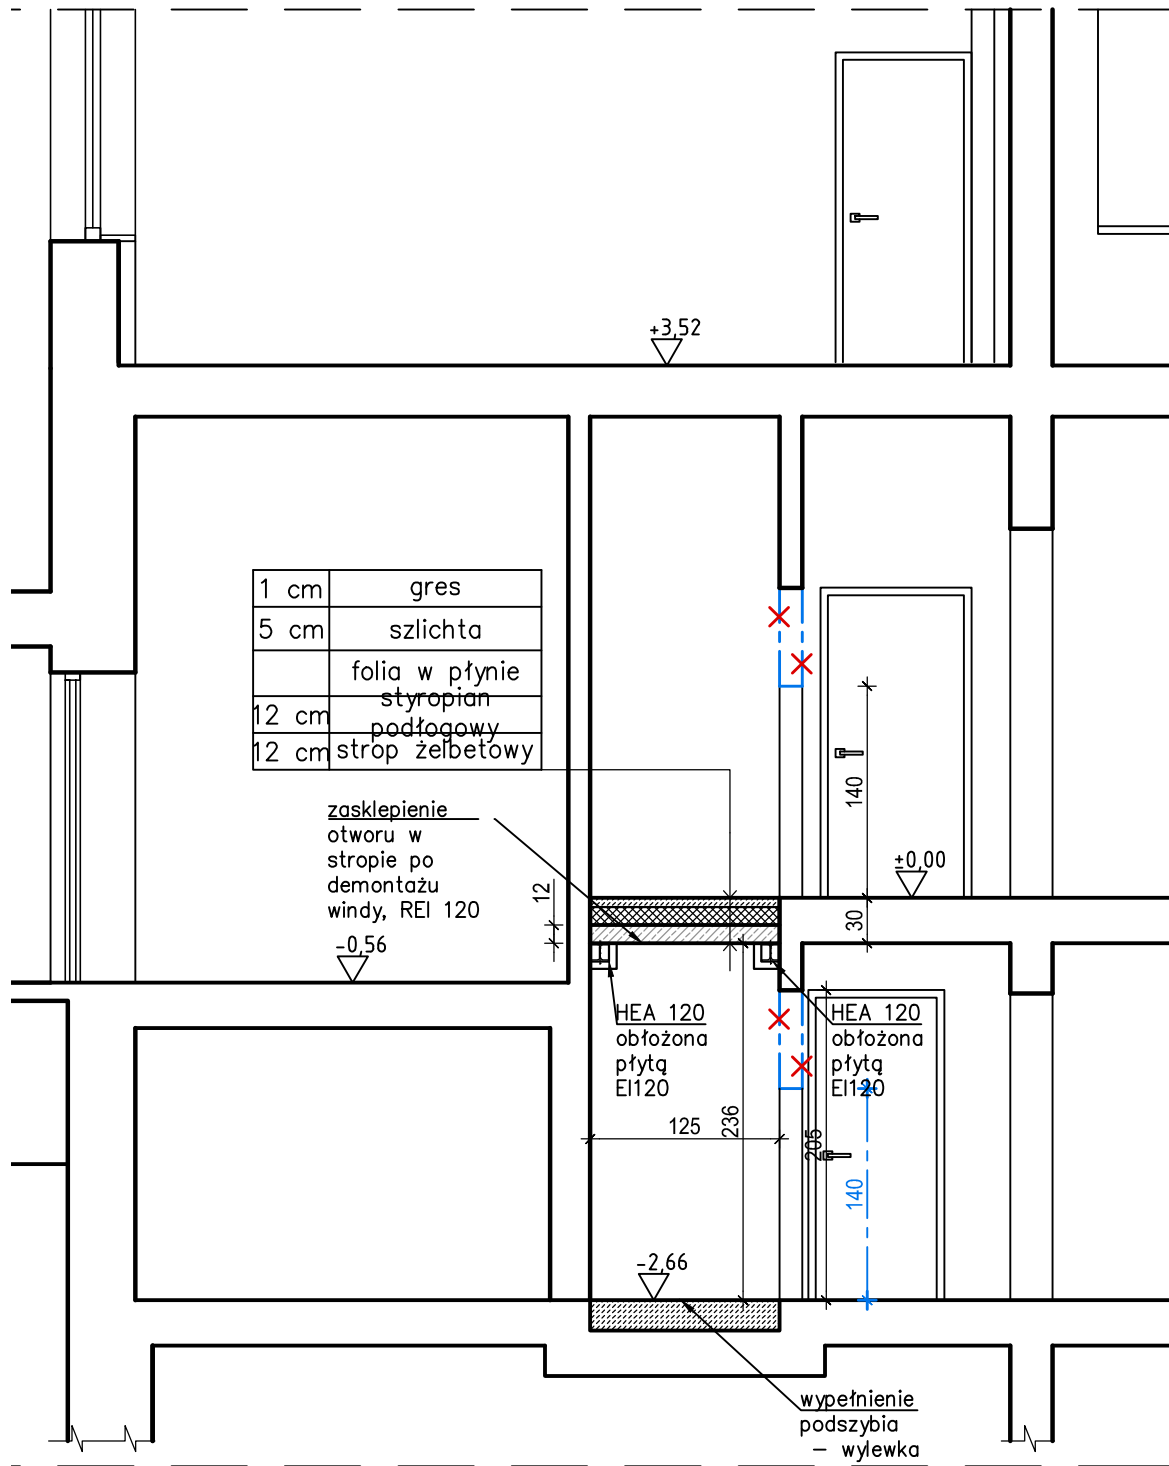 +3,52
1 cm gres
5 cm szlichta
folia w płynie
12 cm styropian
podłogowy
12 cm strop żelbetowy
zasklepienie
otworu w
stropie po
demontażu
windy, REI 120
12
140
±0,00
30
-0,56
HEA 120
obłożona
płytą
EI120
HEA 120
obłożona
płytą
EI120
125
236
205
140
-2,66
wypełnienie
podszybia
– wylewka